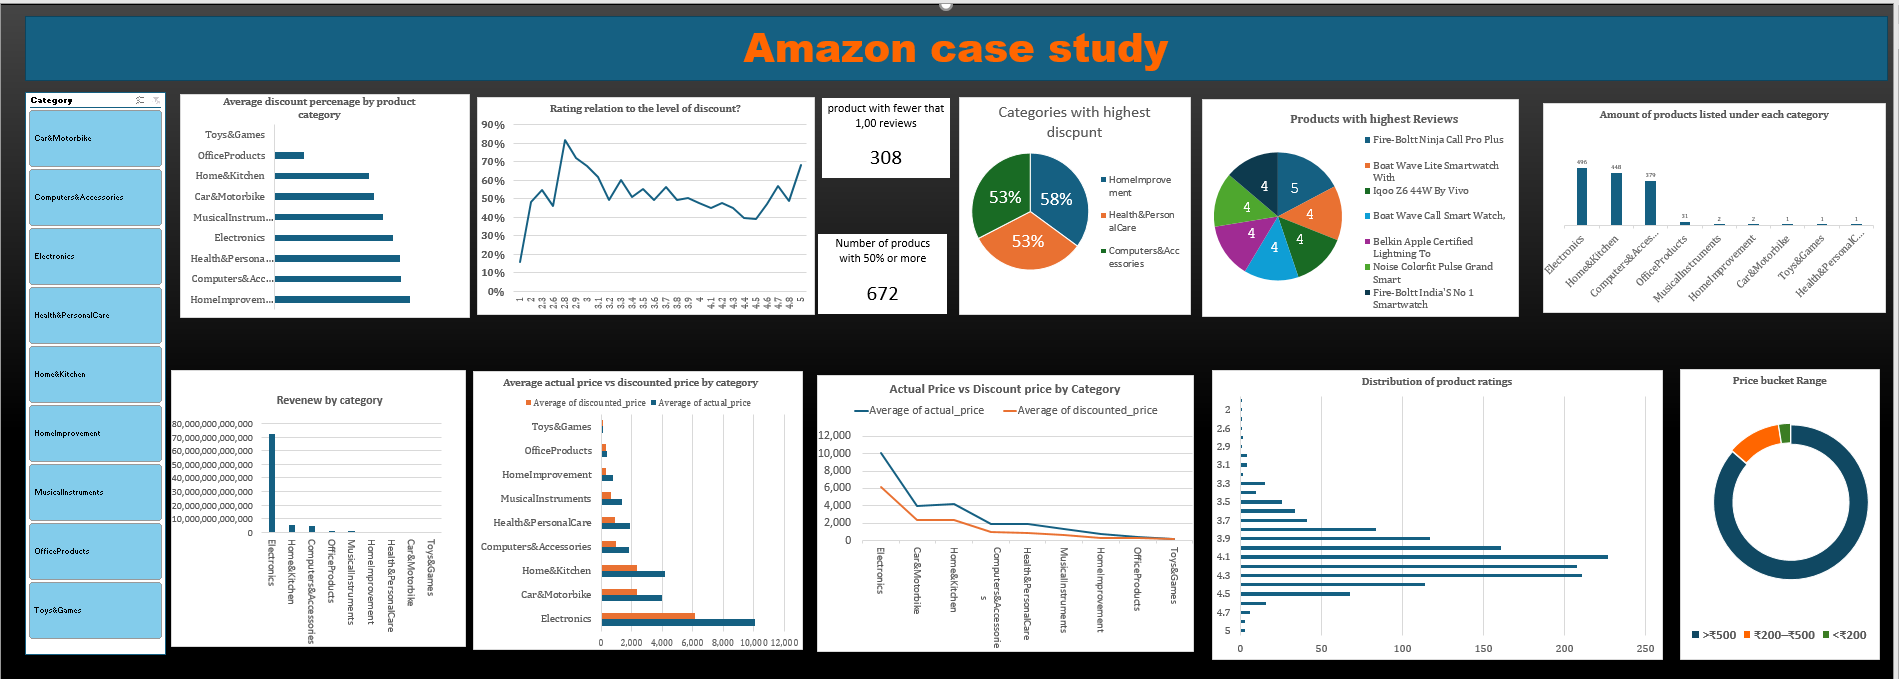 Amazon case study
Category
Car&Motorbike
Computers&Accessories
Electronics
Health&PersonalCare
Home&Kitchen
HomeImprovement
MusicalInstruments
OfficeProducts
Toys&Games
Average discount percenage by product
category
Toys&Games
OfficeProducts
Home&Kitchen
Car&Motorbike
MusicalInstrum...
Electronics
Health&Persona...
Computers&Acc...
HomeImprovem...
Rating relation to the level of discount?
90%
80%
70%
60%
50%
40%
30%
20%
10%
0%
1 2 2.3 2.6 2.8 2.9 3 3.1 3.2 3.3 3.4 3.5 3.6 3.7 3.8 3.9 4 4.1 4.2 4.3 4.4 4.5 4.6 4.7 4.8 5
product with fewer that
1,00 reviews
308
Number of producs
with 50% or more
672
Categories with highest
discpunt
53%
58%
53%
HomeImprove
ment
Health&Person
alCare
Computers&Acc
essories
Products with highest Reviews
4
5
4
4
4
4
4
Fire-Boltt Ninja Call Pro Plus
Boat Wave Lite Smartwatch
With
Iqoo Z6 44W By Vivo
Boat Wave Call Smart Watch,
Belkin Apple Certified
Lightning To
Noise Colorfit Pulse Grand
Smart
Fire-Boltt India'S No 1
Smartwatch
Amount of products listed under each category
496
448
379
31
2
2
1
1
1
Electronics
Home&Kitchen
Computers&Acces...
OfficeProducts
MusicalInstruments
HomeImprovement
Car&Motorbike
Toys&Games
Health&PersonalC...
Revenew by category
80,000,000,000,000
70,000,000,000,000
60,000,000,000,000
50,000,000,000,000
40,000,000,000,000
30,000,000,000,000
20,000,000,000,000
10,000,000,000,000
0
Electronics
Home&Kitchen
Computers&Accessories
OfficeProducts
MusicalInstruments
HomeImprovement
Health&PersonalCare
Car&Motorbike
Toys&Games
Average actual price vs discounted price by category
Average of discounted_price Average of actual_price
Toys&Games
OfficeProducts
HomeImprovement
MusicalInstruments
Health&PersonalCare
Computers&Accessories
Home&Kitchen
Car&Motorbike
Electronics
0 2,000 4,000 6,000 8,000 10,000 12,000
Actual Price vs Discount price by Category
Average of actual_price Average of discounted_price
12,000
10,000
8,000
6,000
4,000
2,000
0
Electronics
Car&Motorbike
Home&Kitchen
Computers&Accessorie
s
Health&PersonalCare
MusicalInstruments
HomeImprovement
OfficeProducts
Toys&Games
Distribution of product ratings
2
2.6
2.9
3.1
3.3
3.5
3.7
3.9
4.1
4.3
4.5
4.7
5
0 50 100 150 200 250
Price bucket Range
>₹500 ₹200–₹500 <₹200